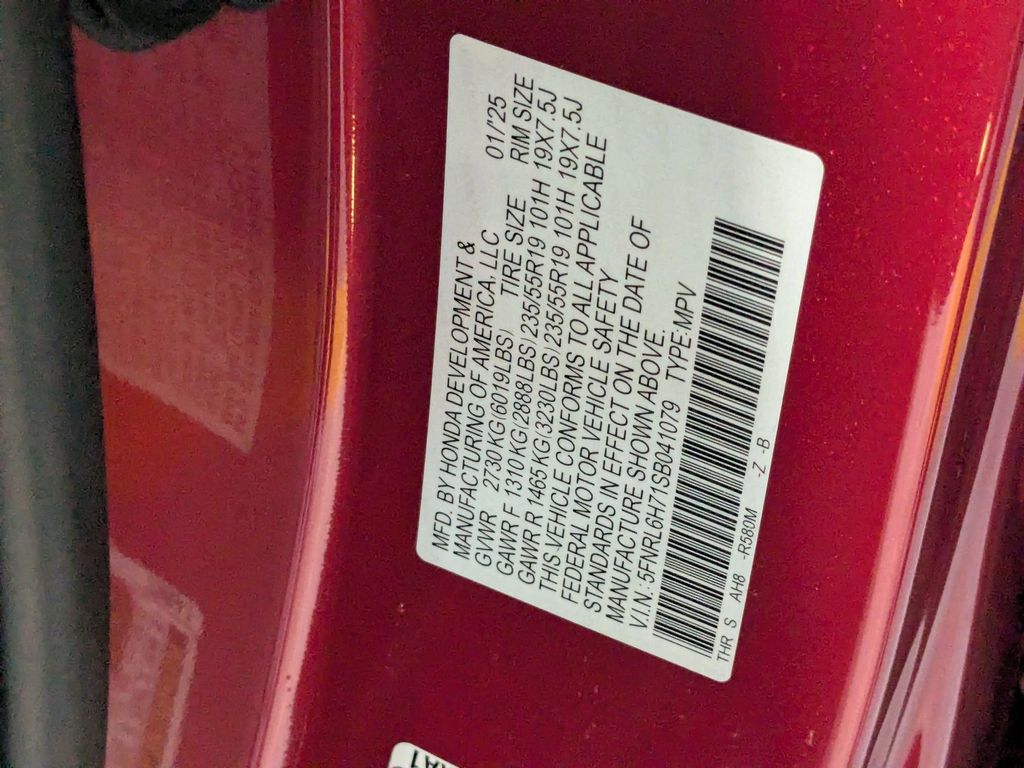 MFD. BY HONDA DEVELOPMENT &
MANUFACTURING OF AMERICA, LLC 01/'25
GVWR 2730 KG(6019LBS) TIRE SIZE RIM SIZE
GAWR F 1310 KG(2888LBS) 235/55R19 101H 19X7.5J
GAWR R 1465 KG(3230LBS) 235/55R19 101H 19X7.5J
THIS VEHICLE CONFORMS TO ALL APPLICABLE
FEDERAL MOTOR VEHICLE SAFETY
STANDARDS IN EFFECT ON THE DATE OF
MANUFACTURE SHOWN ABOVE.
V.I.N.:5FNRL6H71SB041079 TYPE:MPV
THR S AH8 -R580M -Z -B